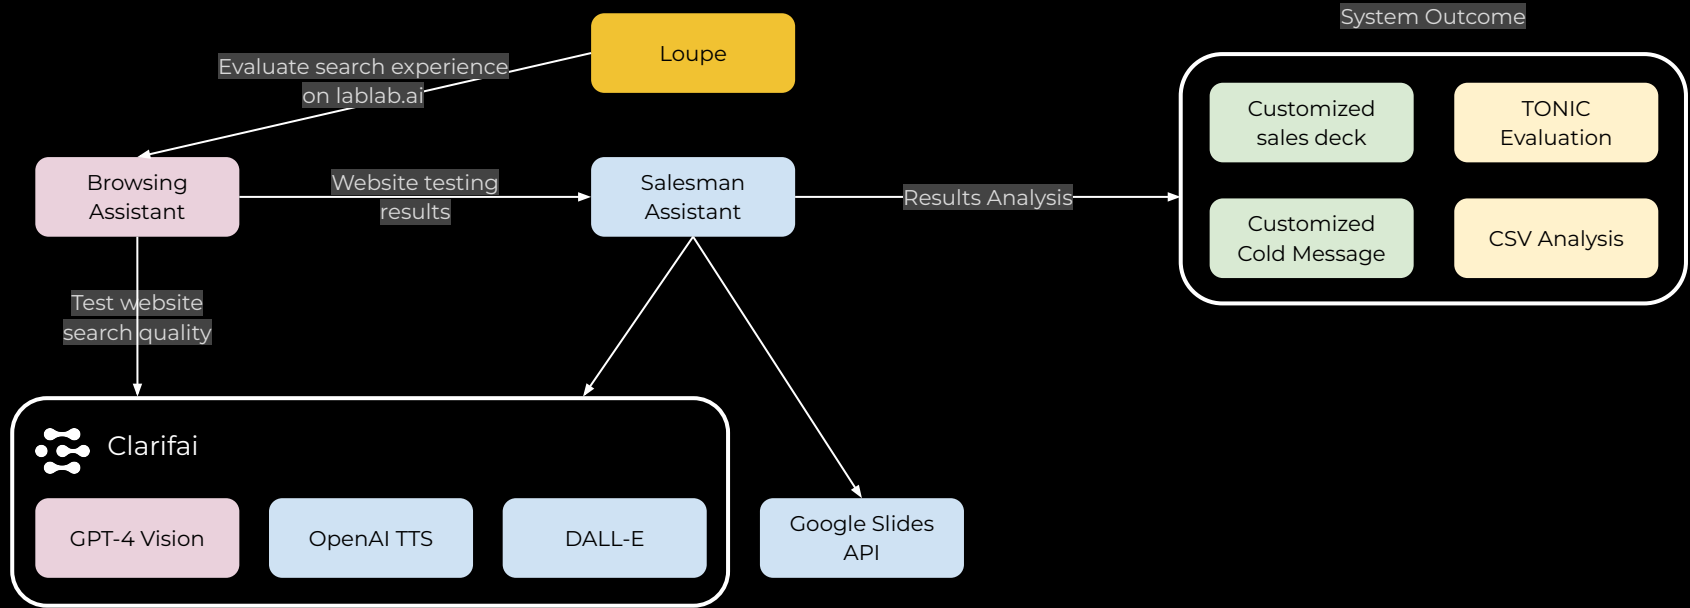 System Outcome
Loupe
Evaluate search experience
on lablab.ai
Customized
sales deck
TONIC
Evaluation
Browsing
Assistant
Website testing
results
Salesman
Assistant
Results Analysis
Customized
Cold Message
CSV Analysis
Test website
search quality
Clarifai
GPT-4 Vision
OpenAI TTS
DALL-E
Google Slides
API